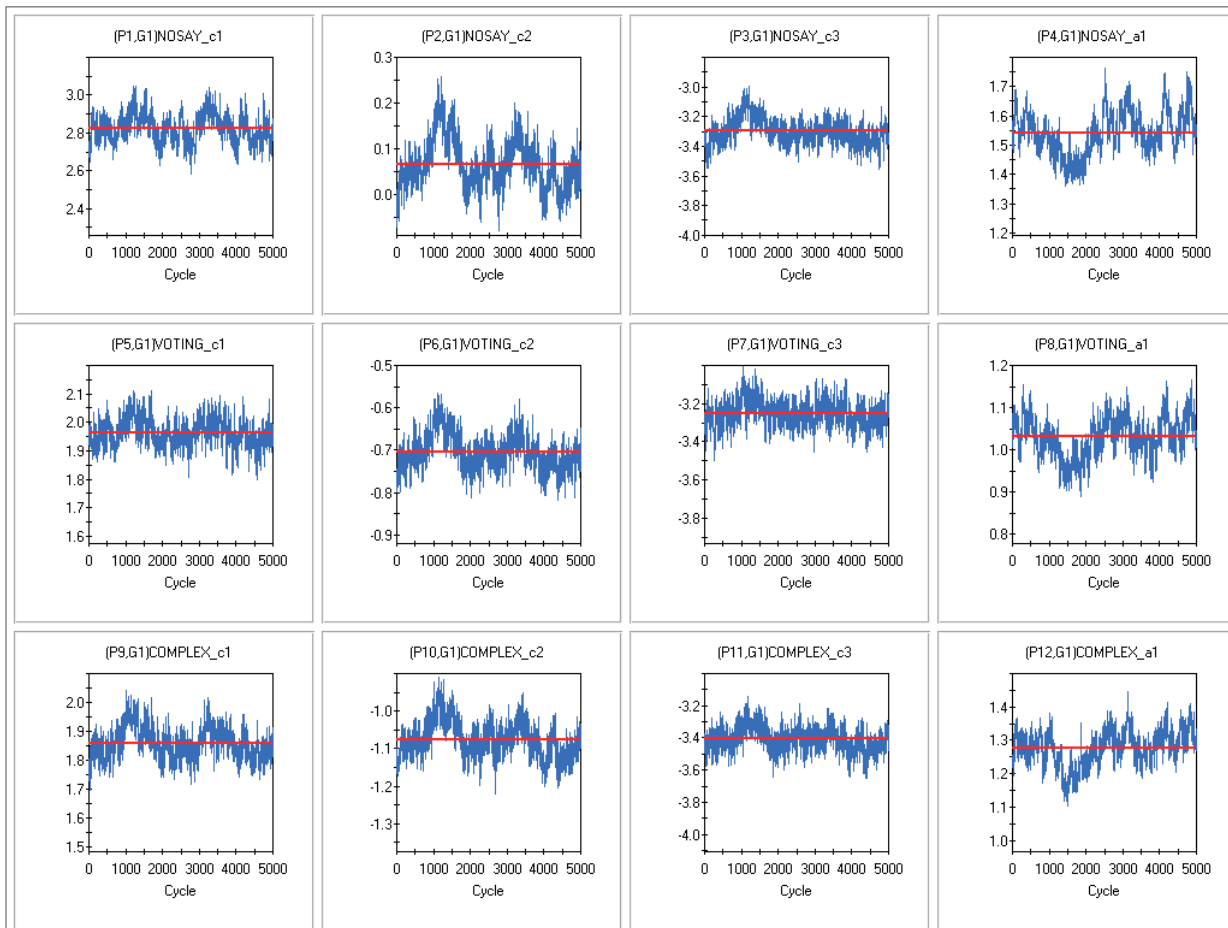 (P1,G1)NOSAY_c1
3.0
2.8
2.6
2.4
0 1000 2000 3000 4000 5000
Cycle
(P2,G1)NOSAY_c2
0.3
0.2
0.1
0.0
0 1000 2000 3000 4000 5000
Cycle
(P3,G1)NOSAY_c3
-3.0
-3.2
-3.4
-3.6
-4.0
0 1000 2000 3000 4000 5000
Cycle
(P4,G1)NOSAY_a1
1.7
1.6
1.5
1.4
1.3
1.2
0 1000 2000 3000 4000 5000
Cycle
(P5,G1)VOTING_c1
2.1
2.0
1.9
1.8
1.7
1.6
0 1000 2000 3000 4000 5000
Cycle
(P6,G1)VOTING_c2
-0.5
-0.6
-0.7
-0.8
-0.9
0 1000 2000 3000 4000 5000
Cycle
(P7,G1)VOTING_c3
-3.2
-3.4
-3.6
-3.8
0 1000 2000 3000 4000 5000
Cycle
(P8,G1)VOTING_a1
1.2
1.1
1.0
0.9
0.8
0 1000 2000 3000 4000 5000
Cycle
(P9,G1)COMPLEX_c1
2.0
1.9
1.8
1.7
1.6
1.5
0 1000 2000 3000 4000 5000
Cycle
(P10,G1)COMPLEX_c2
-1.0
-1.1
-1.2
-1.3
0 1000 2000 3000 4000 5000
Cycle
(P11,G1)COMPLEX_c3
-3.2
-3.4
-3.6
-4.0
0 1000 2000 3000 4000 5000
Cycle
(P12,G1)COMPLEX_a1
1.4
1.3
1.2
1.1
1.0
0 1000 2000 3000 4000 5000
Cycle